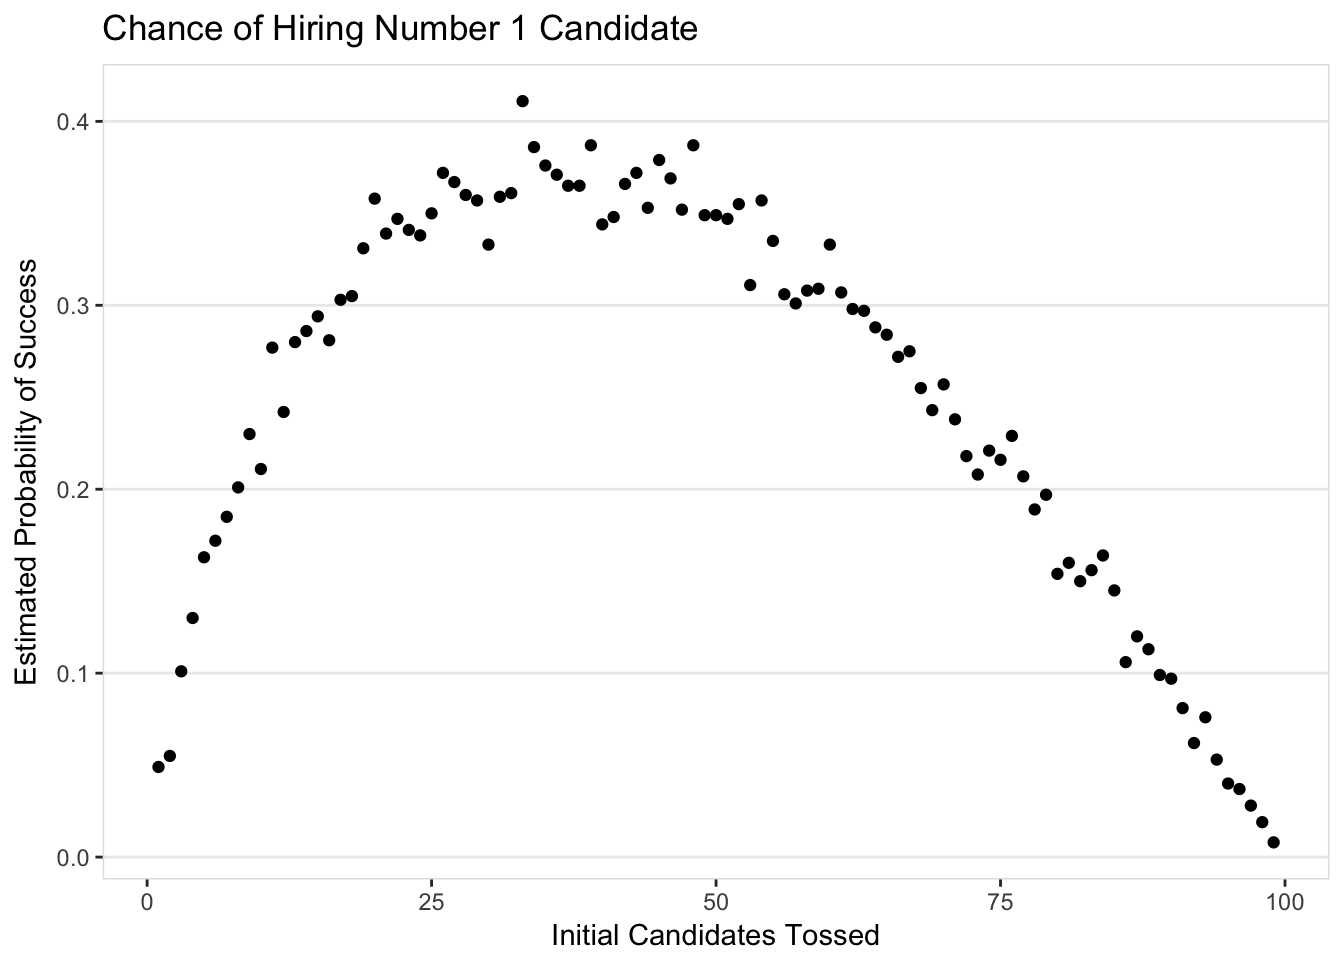 Chance of Hiring Number 1 Candidate
0.4
0.3
0.2
0.1
0.0
Estimated Probability of Success
0 25 50 75 100
Initial Candidates Tossed